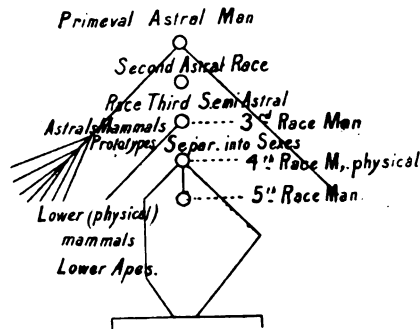 Primeval Astral Man
Second Astral Race
Race Third Semi Astral
3rd Race Man
Astrals Mammals
Prototypes Separ. into Sexes
4th Race M, physical
5th Race Man
Lower (physical)
mammals
Lower Apes.